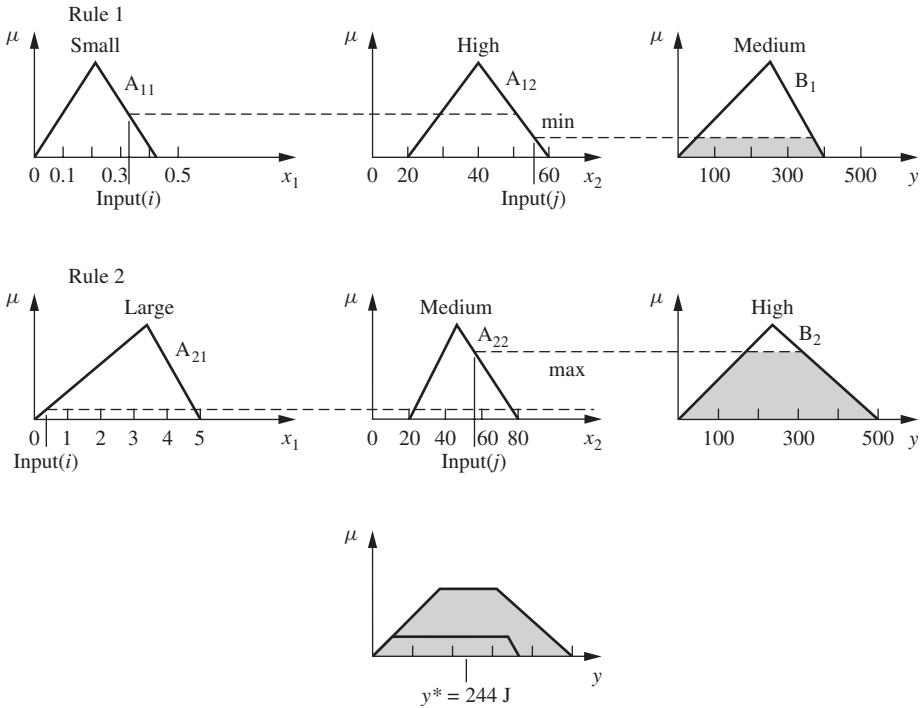 Rule 1
μ Small A₁₁
0 0.1 0.3 0.5 x₁
Input(i)
μ High A₁₂
min
20 40 60 x₂
Input(j)
μ Medium B₁
100 300 500 y
Rule 2
μ Large A₂₁
0 1 2 3 4 5 x₁
Input(i)
μ Medium A₂₂
max
0 20 40 60 80 x₂
Input(j)
μ High B₂
100 300 500 y
μ
y
y* = 244 J